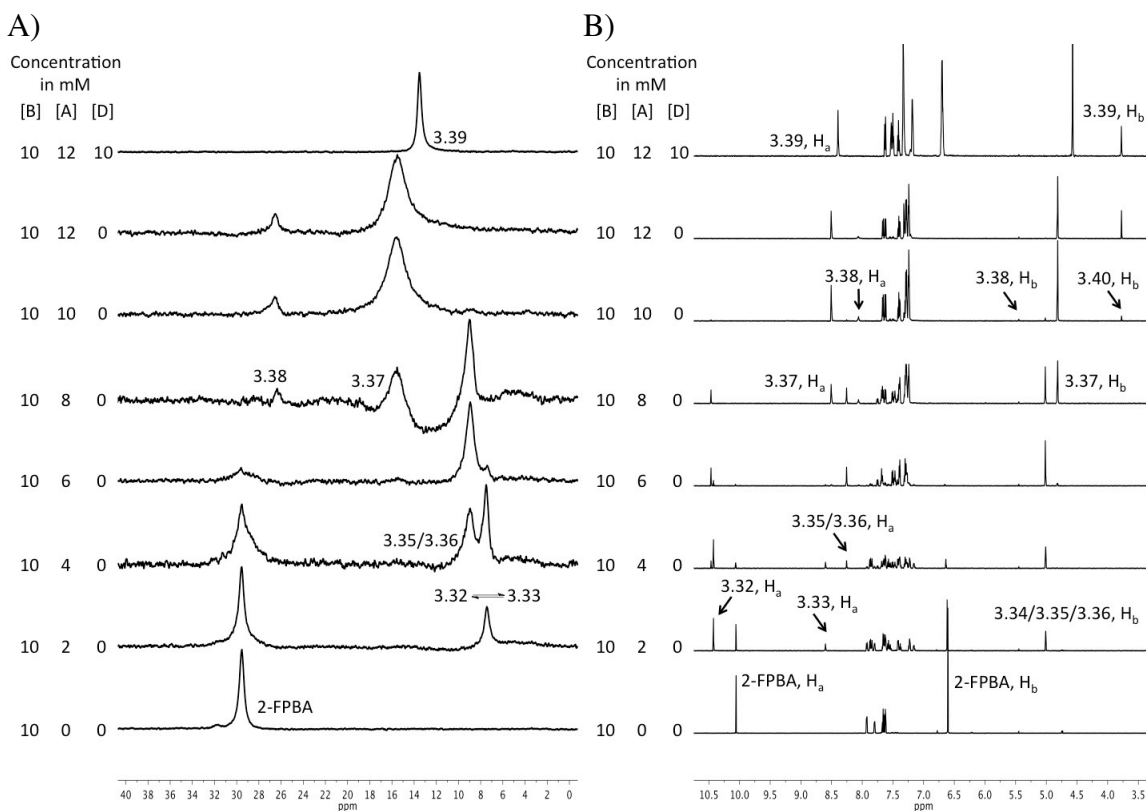 A)
Concentration
in mM
[B] [A] [D]
10 12 10
3.39
10 12 0
10 10 0
3.38
3.37
10 8 0
10 6 0
3.35/3.36
10 4 0
3.32 ⇌ 3.33
10 2 0
2-FPBA
10 0 0
40 38 36 34 32 30 28 26 24 22 20 18 16 14 12 10 8 6 4 2 0
ppm
B)
Concentration
in mM
[B] [A] [D]
3.39, Hb
10 12 10
3.39, Ha
10 12 0
3.38, Ha
3.38, Hb
3.40, Hb
10 10 0
3.37, Ha
3.37, Hb
10 8 0
10 6 0
3.35/3.36, Ha
10 4 0
3.32, Ha
3.33, Ha
3.34/3.35/3.36, Hb
10 2 0
2-FPBA, Ha
2-FPBA, Hb
10 0 0
10.5 10.0 9.5 9.0 8.5 8.0 7.5 7.0 6.5 6.0 5.5 5.0 4.5 4.0 3.5
ppm